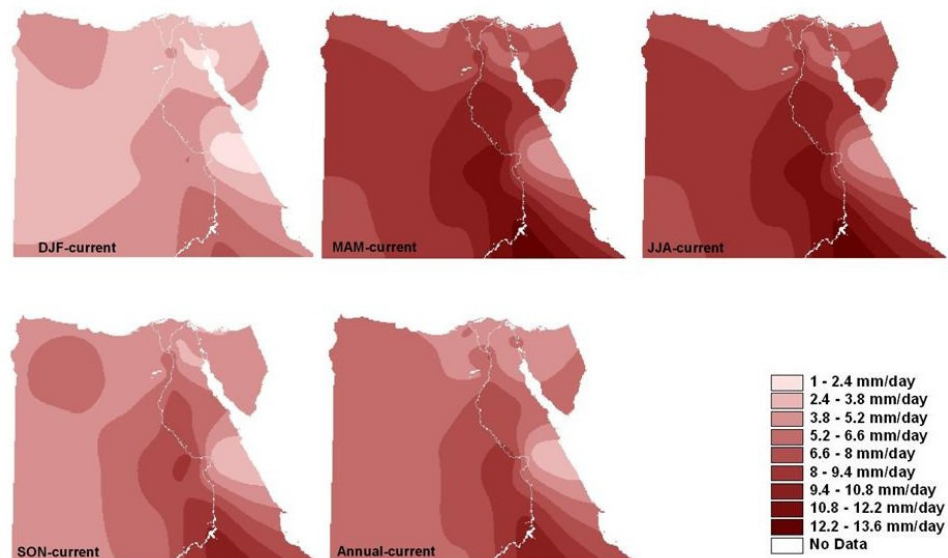 DJF-current
MAM-current
JJA-current
SON-current
Annual-current
1 - 2.4 mm/day
2.4 - 3.8 mm/day
3.8 - 5.2 mm/day
5.2 - 6.6 mm/day
6.6 - 8 mm/day
8 - 9.4 mm/day
9.4 - 10.8 mm/day
10.8 - 12.2 mm/day
12.2 - 13.6 mm/day
No Data